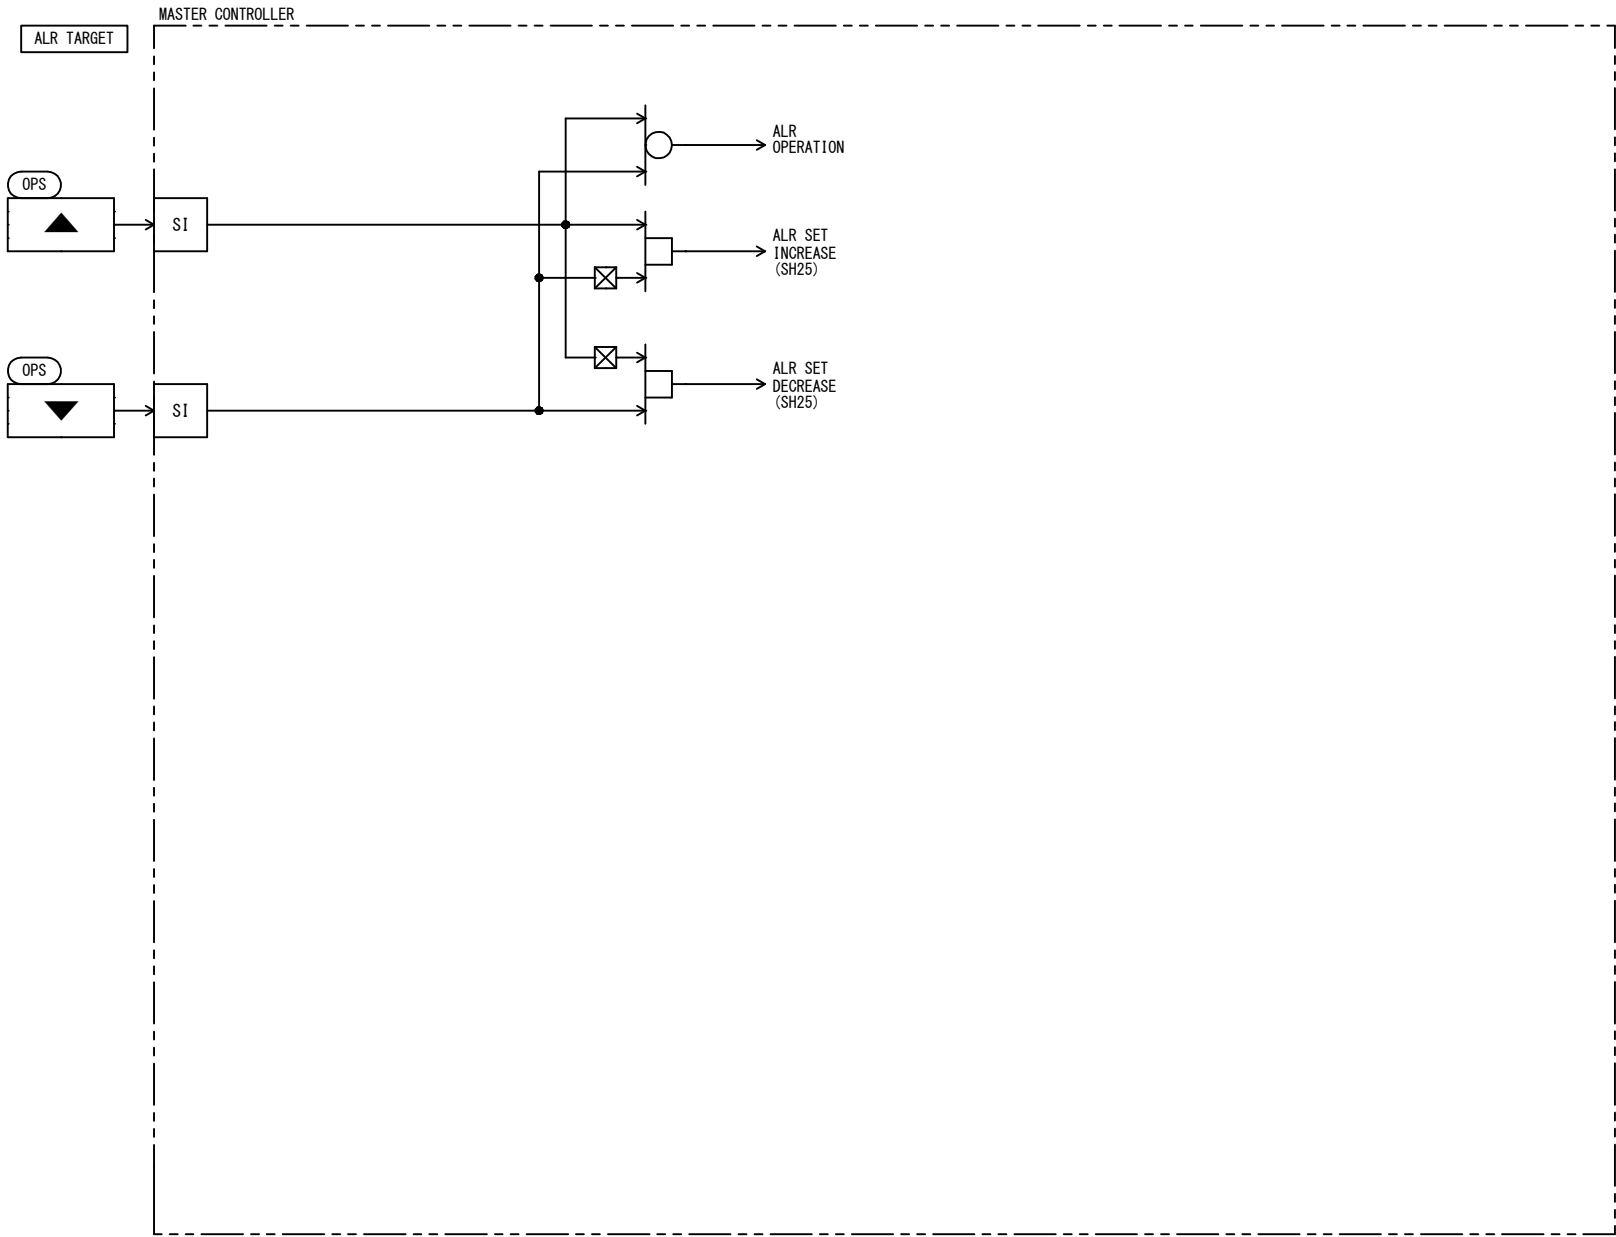 MASTER CONTROLLER
ALR TARGET
ALR
OPERATION
OPS
SI
ALR SET
INCREASE
(SH25)
OPS
SI
ALR SET
DECREASE
(SH25)